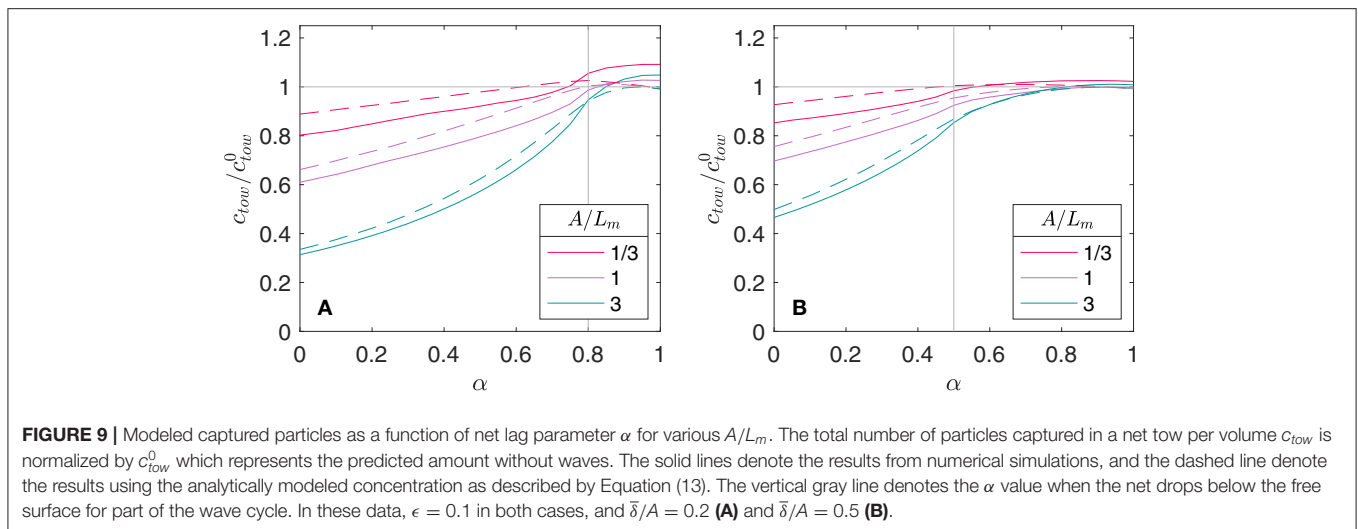 1.2
1
0.8
0.6
0.4
0.2
0
c_tow/c^0_tow
0 0.2 0.4 0.6 0.8 1
α
A
A/L_m
1/3
1
3
1.2
1
0.8
0.6
0.4
0.2
0
c_tow/c^0_tow
0 0.2 0.4 0.6 0.8 1
α
B
A/L_m
1/3
1
3
FIGURE 9 | Modeled captured particles as a function of net lag parameter α for various A/L_m. The total number of particles captured in a net tow per volume c_tow is
normalized by c^0_tow which represents the predicted amount without waves. The solid lines denote the results from numerical simulations, and the dashed line denote
the results using the analytically modeled concentration as described by Equation (13). The vertical gray line denotes the α value when the net drops below the free
surface for part of the wave cycle. In these data, ϵ = 0.1 in both cases, and δ̅/A = 0.2 (A) and δ̅/A = 0.5 (B).